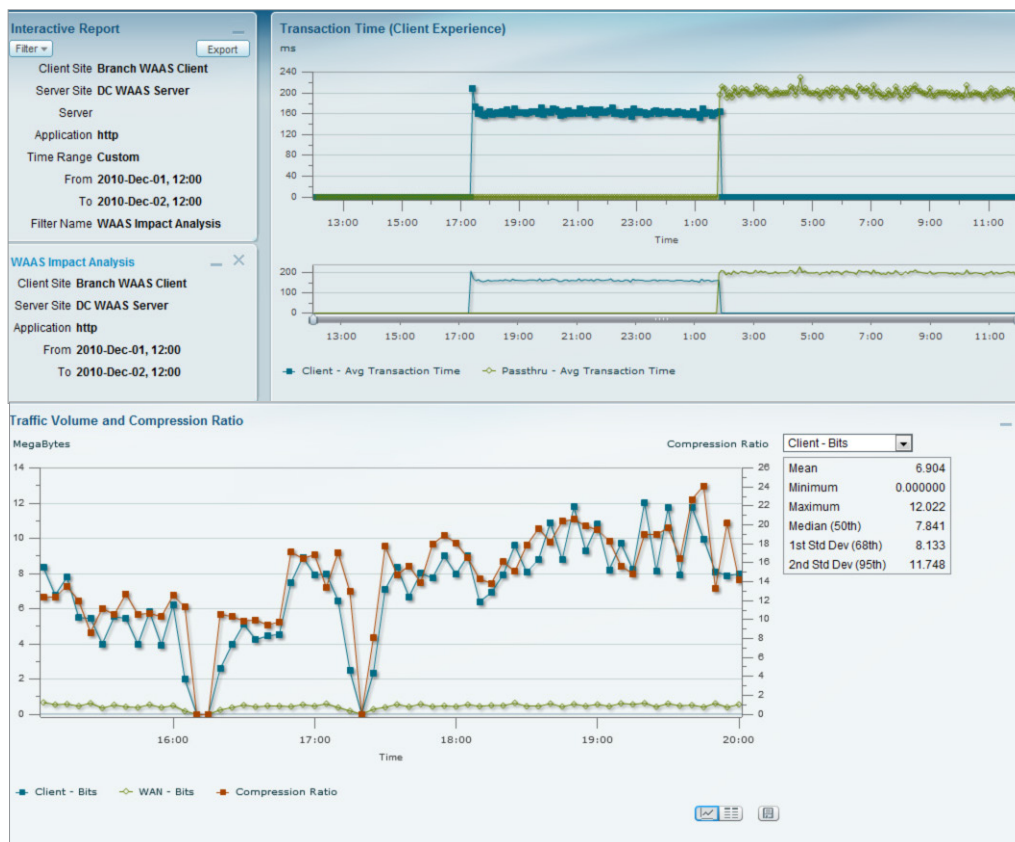 Interactive Report
Filter
Export
Client Site Branch WAAS Client
Server Site DC WAAS Server
Server
Application http
Time Range Custom
From 2010-Dec-01, 12:00
To 2010-Dec-02, 12:00
Filter Name WAAS Impact Analysis
WAAS Impact Analysis
Client Site Branch WAAS Client
Server Site DC WAAS Server
Application http
From 2010-Dec-01, 12:00
To 2010-Dec-02, 12:00
Transaction Time (Client Experience)
ms
240
200
160
120
80
40
0
13:00 15:00 17:00 19:00 21:00 23:00 1:00 3:00 5:00 7:00 9:00 11:00
Time
200
100
0
13:00 15:00 17:00 19:00 21:00 23:00 1:00 3:00 5:00 7:00 9:00
Client - Avg Transaction Time Passthru - Avg Transaction Time
Traffic Volume and Compression Ratio
MegaBytes
Compression Ratio
14
12
10
8
6
4
2
0
26
24
22
20
18
16
14
12
10
8
6
4
2
0
16:00 17:00 18:00 19:00 20:00
Time
Client - Bits WAN - Bits Compression Ratio
Client - Bits
Mean 6.904
Minimum 0.000000
Maximum 12.022
Median (50th) 7.841
1st Std Dev (68th) 8.133
2nd Std Dev (95th) 11.748